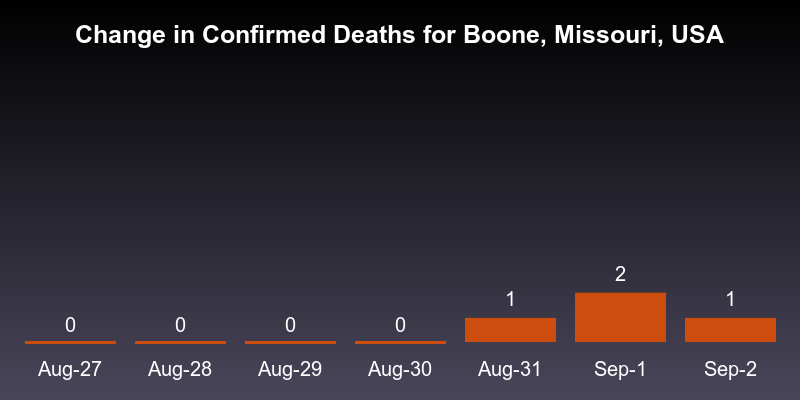 Change in Confirmed Deaths for Boone, Missouri, USA
2
1 1
0 0 0 0
Aug-27 Aug-28 Aug-29 Aug-30 Aug-31 Sep-1 Sep-2